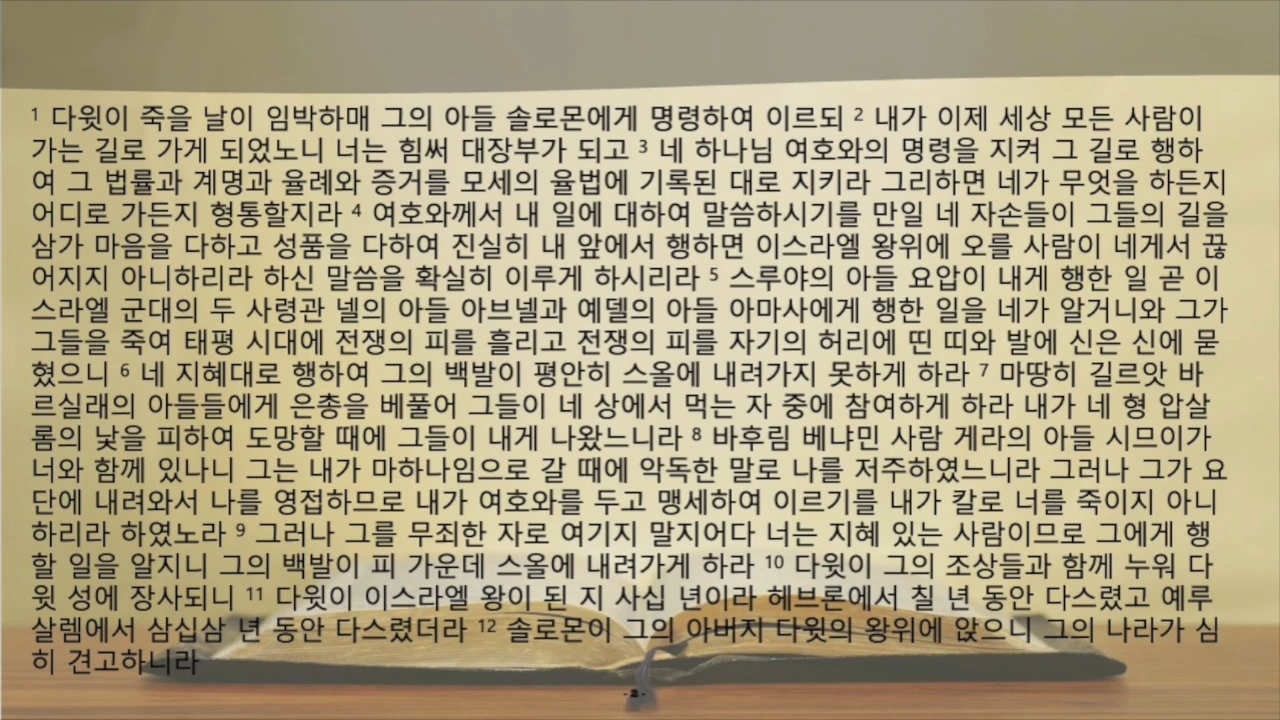 1 다윗이 죽을 날이 임박하매 그의 아들 솔로몬에게 명령하여 이르되 2 내가 이제 세상 모든 사람이
가는 길로 가게 되었노니 너는 힘써 대장부가 되고 3 네 하나님 여호와의 명령을 지켜 그 길로 행하
여 그 법률과 계명과 율례와 증거를 모세의 율법에 기록된 대로 지키라 그리하면 네가 무엇을 하든지
어디로 가든지 형통할지라 4 여호와께서 내 일에 대하여 말씀하시기를 만일 네 자손들이 그들의 길을
삼가 마음을 다하고 성품을 다하여 진실히 내 앞에서 행하면 이스라엘 왕위에 오를 사람이 네게서 끊
어지지 아니하리라 하신 말씀을 확실히 이루게 하시리라 5 스루야의 아들 요압이 내게 행한 일 곧 이
스라엘 군대의 두 사령관 넬의 아들 아브넬과 예델의 아들 아마사에게 행한 일을 네가 알거니와 그가
그들을 죽여 태평 시대에 전쟁의 피를 흘리고 전쟁의 피를 자기의 허리에 띤 띠와 발에 신은 신에 묻
혔으니 6 네 지혜대로 행하여 그의 백발이 평안히 스올에 내려가지 못하게 하라 7 마땅히 길르앗 바
르실래의 아들들에게 은총을 베풀어 그들이 네 상에서 먹는 자 중에 참여하게 하라 내가 네 형 압살
롬의 낯을 피하여 도망할 때에 그들이 내게 나왔느니라 8 바후림 베냐민 사람 게라의 아들 시므이가
너와 함께 있나니 그는 내가 마하나임으로 갈 때에 악독한 말로 나를 저주하였느니라 그러나 그가 요
단에 내려와서 나를 영접하므로 내가 여호와를 두고 맹세하여 이르기를 내가 칼로 너를 죽이지 아니
하리라 하였노라 9 그러나 그를 무죄한 자로 여기지 말지어다 너는 지혜 있는 사람이므로 그에게 행
할 일을 알지니 그의 백발이 피 가운데 스올에 내려가게 하라 10 다윗이 그의 조상들과 함께 누워 다
윗 성에 장사되니 11 다윗이 이스라엘 왕이 된 지 사십 년이라 헤브론에서 칠 년 동안 다스렸고 예루
살렘에서 삼십삼 년 동안 다스렸더라 12 솔로몬이 그의 아버지 다윗의 왕위에 앉으니 그의 나라가 심
히 견고하니라
- 2 -